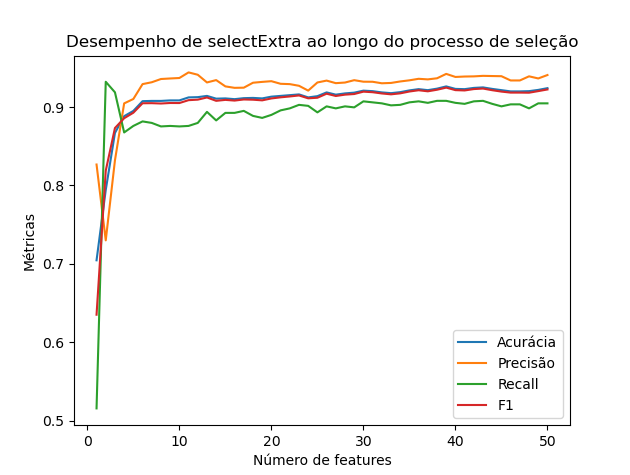 Desempenho de selectExtra ao longo do processo de seleção
0.9
0.8
0.7
0.6
0.5
Métricas
0 10 20 30 40 50
Número de features
Acurácia
Precisão
Recall
F1